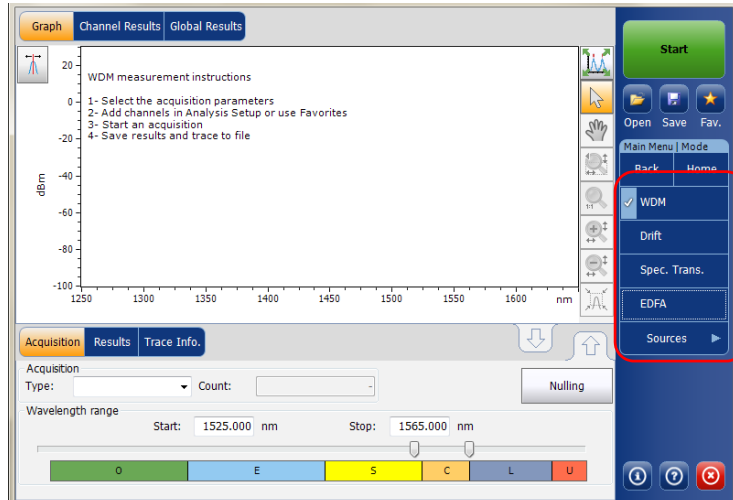 Graph Channel Results Global Results
Start
WDM measurement instructions
1- Select the acquisition parameters
2- Add channels in Analysis Setup or use Favorites
3- Start an acquisition
4- Save results and trace to file
20
0
-20
-40
-60
-80
-100
dBm
1250 1300 1350 1400 1450 1500 1550 1600 nm
1:1
Open Save Fav.
Main Menu | Mode
Back Home
WDM
Drift
Spec. Trans.
EDFA
Sources
Acquisition Results Trace Info.
Acquisition
Type: Count: -
Nulling
Wavelength range
Start: 1525.000 nm Stop: 1565.000 nm
O E S C L U